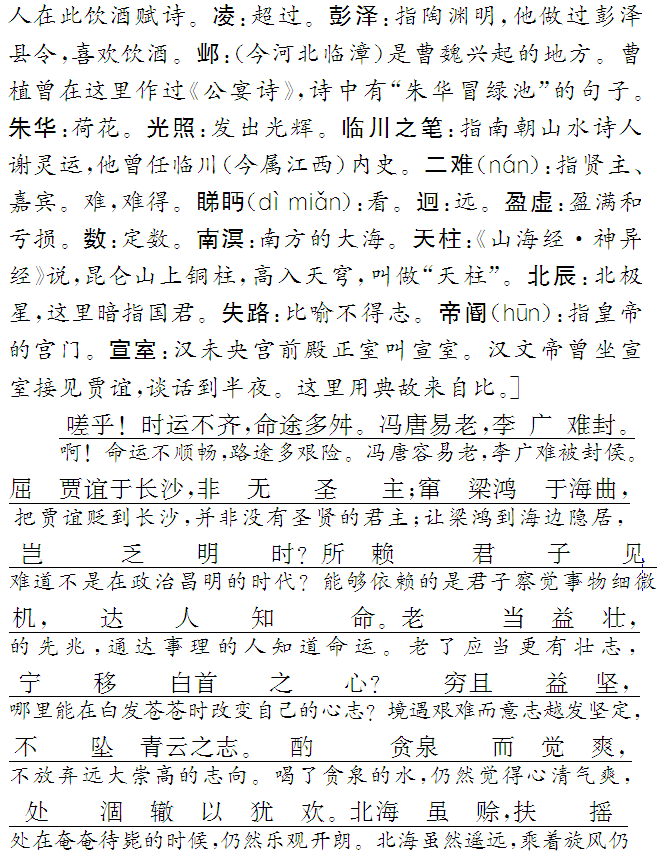 人在此饮酒赋诗。凌:超过。彭泽:指陶渊明,他做过彭泽
县令,喜欢饮酒。邺:(今河北临漳)是曹魏兴起的地方。曹
植曾在这里作过《公宴诗》,诗中有“朱华冒绿池”的句子。
朱华:荷花。光照:发出光辉。临川之笔:指南朝山水诗人
谢灵运,他曾任临川(今属江西)内史。二难(nán):指贤主、
嘉宾。难,难得。睇眄(dì miǎn):看。迥:远。盈虚:盈满和
亏损。数:定数。南溟:南方的大海。天柱:《山海经·神异
经》说,昆仑山上铜柱,高入天穹,叫做“天柱”。北辰:北极
星,这里暗指国君。失路:比喻不得志。帝阍(hūn):指皇帝
的宫门。宣室:汉未央宫前殿正室叫宣室。汉文帝曾坐宣
室接见贾谊,谈话到半夜。这里用典故来自比。]
嗟乎!时运不齐,命途多舛。冯唐易老,李广难封。
啊!命运不顺畅,路途多艰险。冯唐容易老,李广难被封侯。
屈贾谊于长沙,非无圣主;窜梁鸿于海曲,
把贾谊贬到长沙,并非没有圣贤的君主;让梁鸿到海边隐居,
岂乏明时?所赖君子见
难道不是在政治昌明的时代?能够依赖的是君子察觉事物细微
机,达人知命。老当益壮,
的先兆,通达事理的人知道命运。老了应当更有壮志,
宁移白首之心?穷且益坚,
哪里能在白发苍苍时改变自己的心志?境遇艰难而意志越发坚定,
不坠青云之志。酌贪泉而觉爽,
不放弃远大崇高的志向。喝了贪泉的水,仍然觉得心清气爽,
处涸辙以犹欢。北海虽赊,扶摇
处在奄奄待毙的时候,仍然乐观开朗。北海虽然遥远,乘着旋风仍